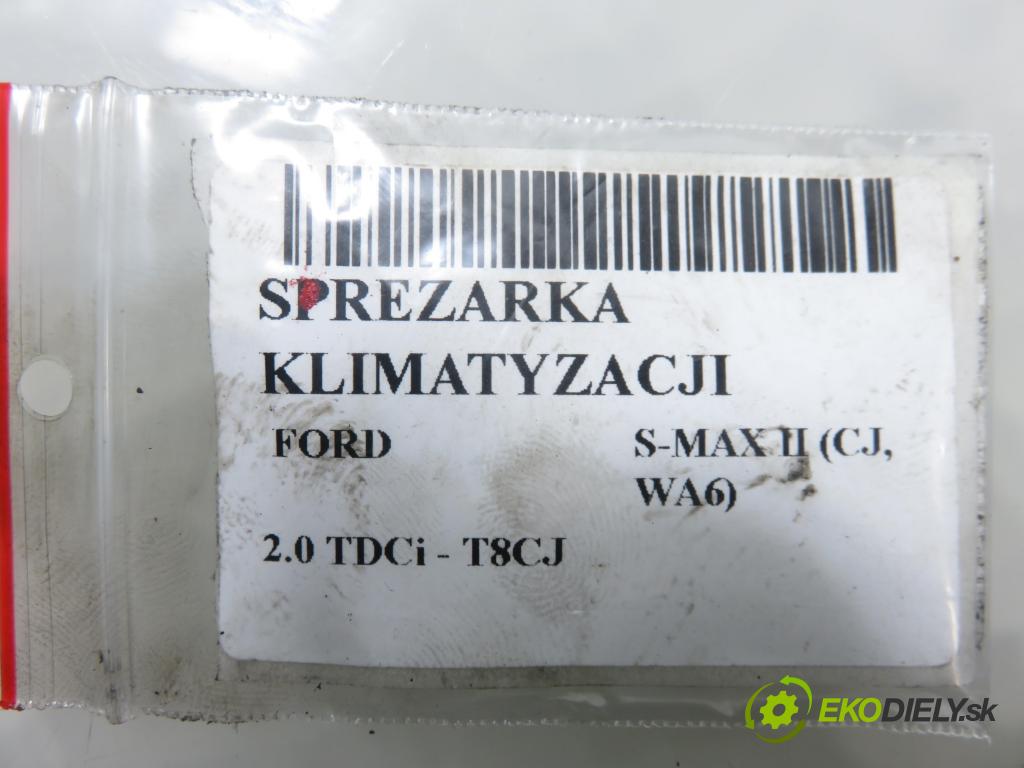 SPREZARKA
KLIMATYZACJI
FORD S-MAX II (CJ,
WA6)
2.0 TDCi - T8CJ
EKODIELY.sk